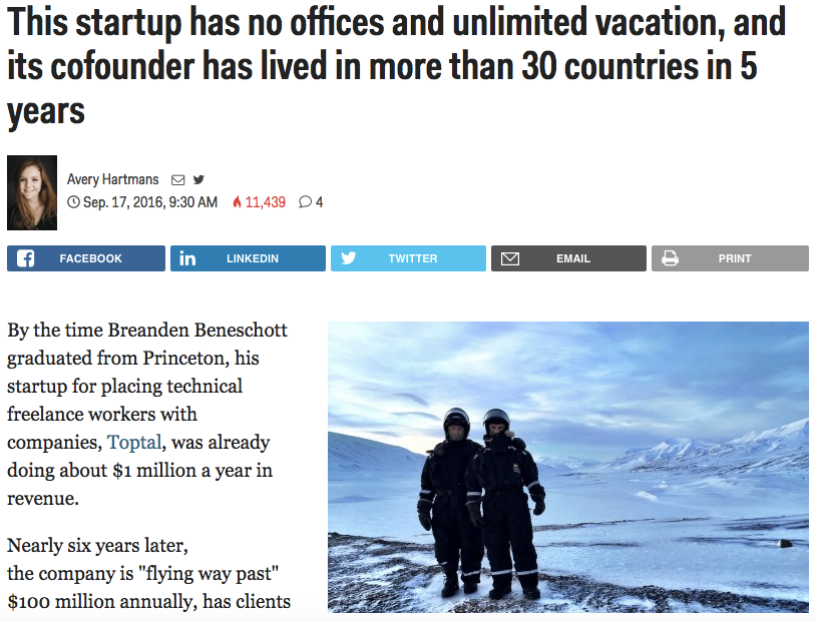 This startup has no offices and unlimited vacation, and
its cofounder has lived in more than 30 countries in 5
years
Avery Hartmans
Sep. 17, 2016, 9:30 AM 11,439 4
FACEBOOK LINKEDIN TWITTER EMAIL PRINT
By the time Breanden Beneschott
graduated from Princeton, his
startup for placing technical
freelance workers with
companies, Toptal, was already
doing about $1 million a year in
revenue.
Nearly six years later,
the company is "flying way past"
$100 million annually, has clients